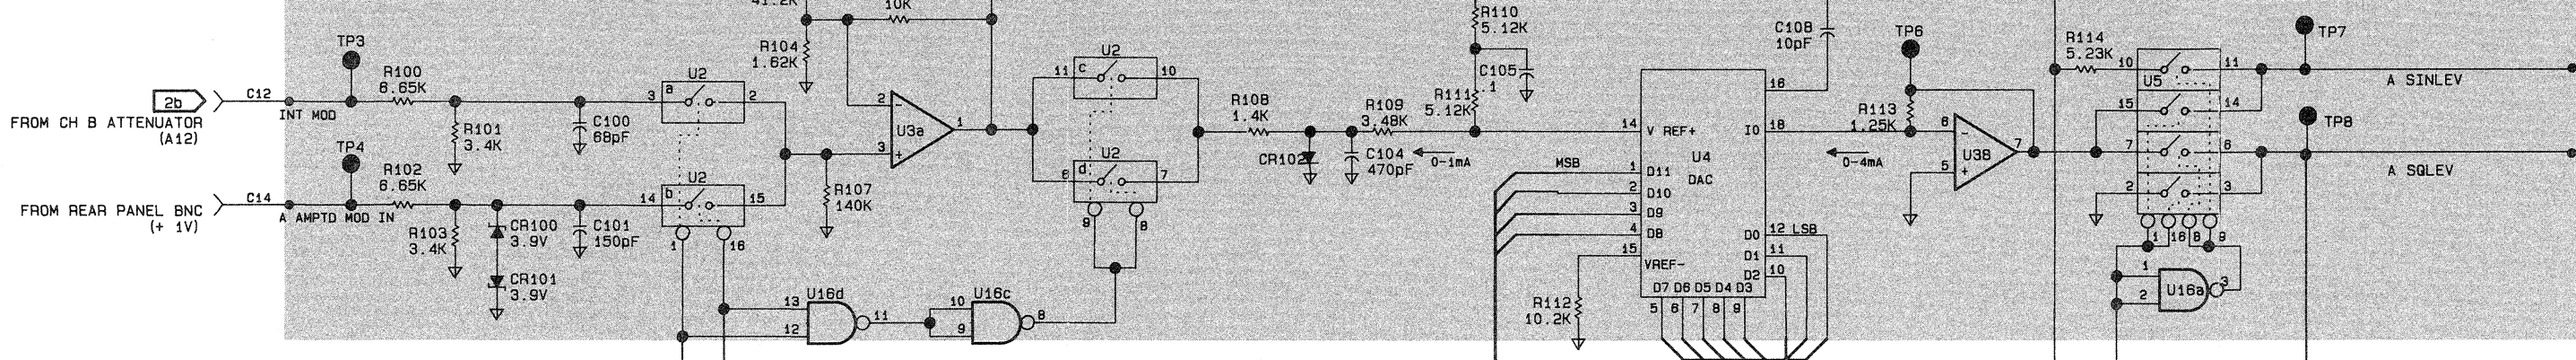 10K
R104
1.62K
TP3
R100
6.65K
2b
C12
INT MOD
FROM CH B ATTENUATOR
(A12)
R101
3.4K
C100
68pF
U2
a
3
2
TP4
R102
6.65K
C14
A AMPTD MOD IN
FROM REAR PANEL BNC
(+ 1V)
R103
3.4K
CR100
3.9V
CR101
3.9V
C101
150pF
U2
b
14
15
1
16
R107
140K
2
3
U3a
1
-
+
U16d
13
12
11
U16c
10
9
8
U2
c
11
10
U2
d
6
7
9
8
R108
1.4K
CR102
R109
3.48K
C104
470pF
0-1mA
R110
5.12K
C105
.1
R111
5.12K
C108
10pF
16
14
V REF+
IO
18
U4
DAC
MSB
1
D11
2
D10
3
D9
4
D8
15
VREF-
D0
12
LSB
D1
11
D2
10
D7 D6 D5 D4 D3
5 6 7 8 9
R112
10.2K
0-4mA
TP6
R113
1.25K
6
5
-
+
7
R114
5.23K
U5
10
11
15
14
7
6
2
3
1 16 8 9
1
2
U16a
3
TP7
A SINLEV
TP8
A SQLEV